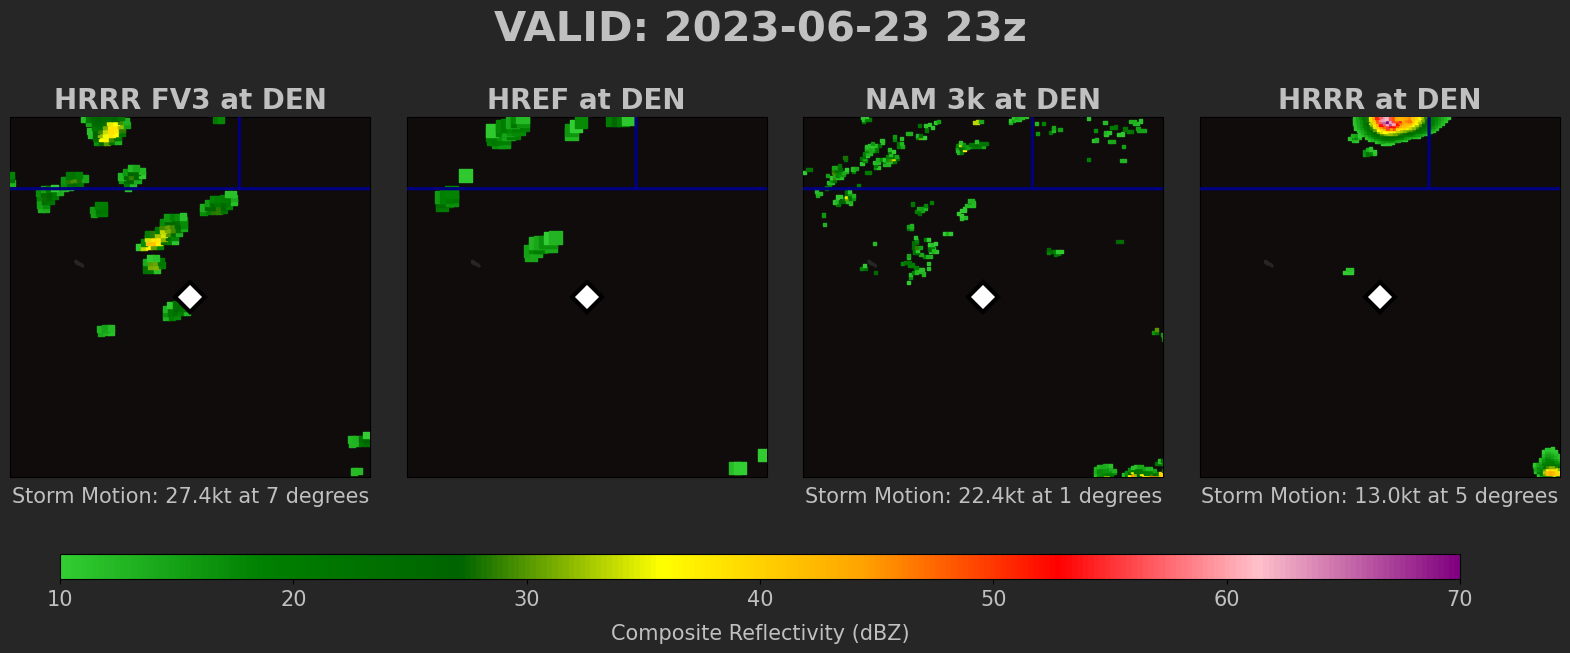 VALID: 2023-06-23 23z
HRRR FV3 at DEN
HREF at DEN
NAM 3k at DEN
HRRR at DEN
Storm Motion: 27.4kt at 7 degrees
Storm Motion: 22.4kt at 1 degrees
Storm Motion: 13.0kt at 5 degrees
10 20 30 40 50 60 70
Composite Reflectivity (dBZ)